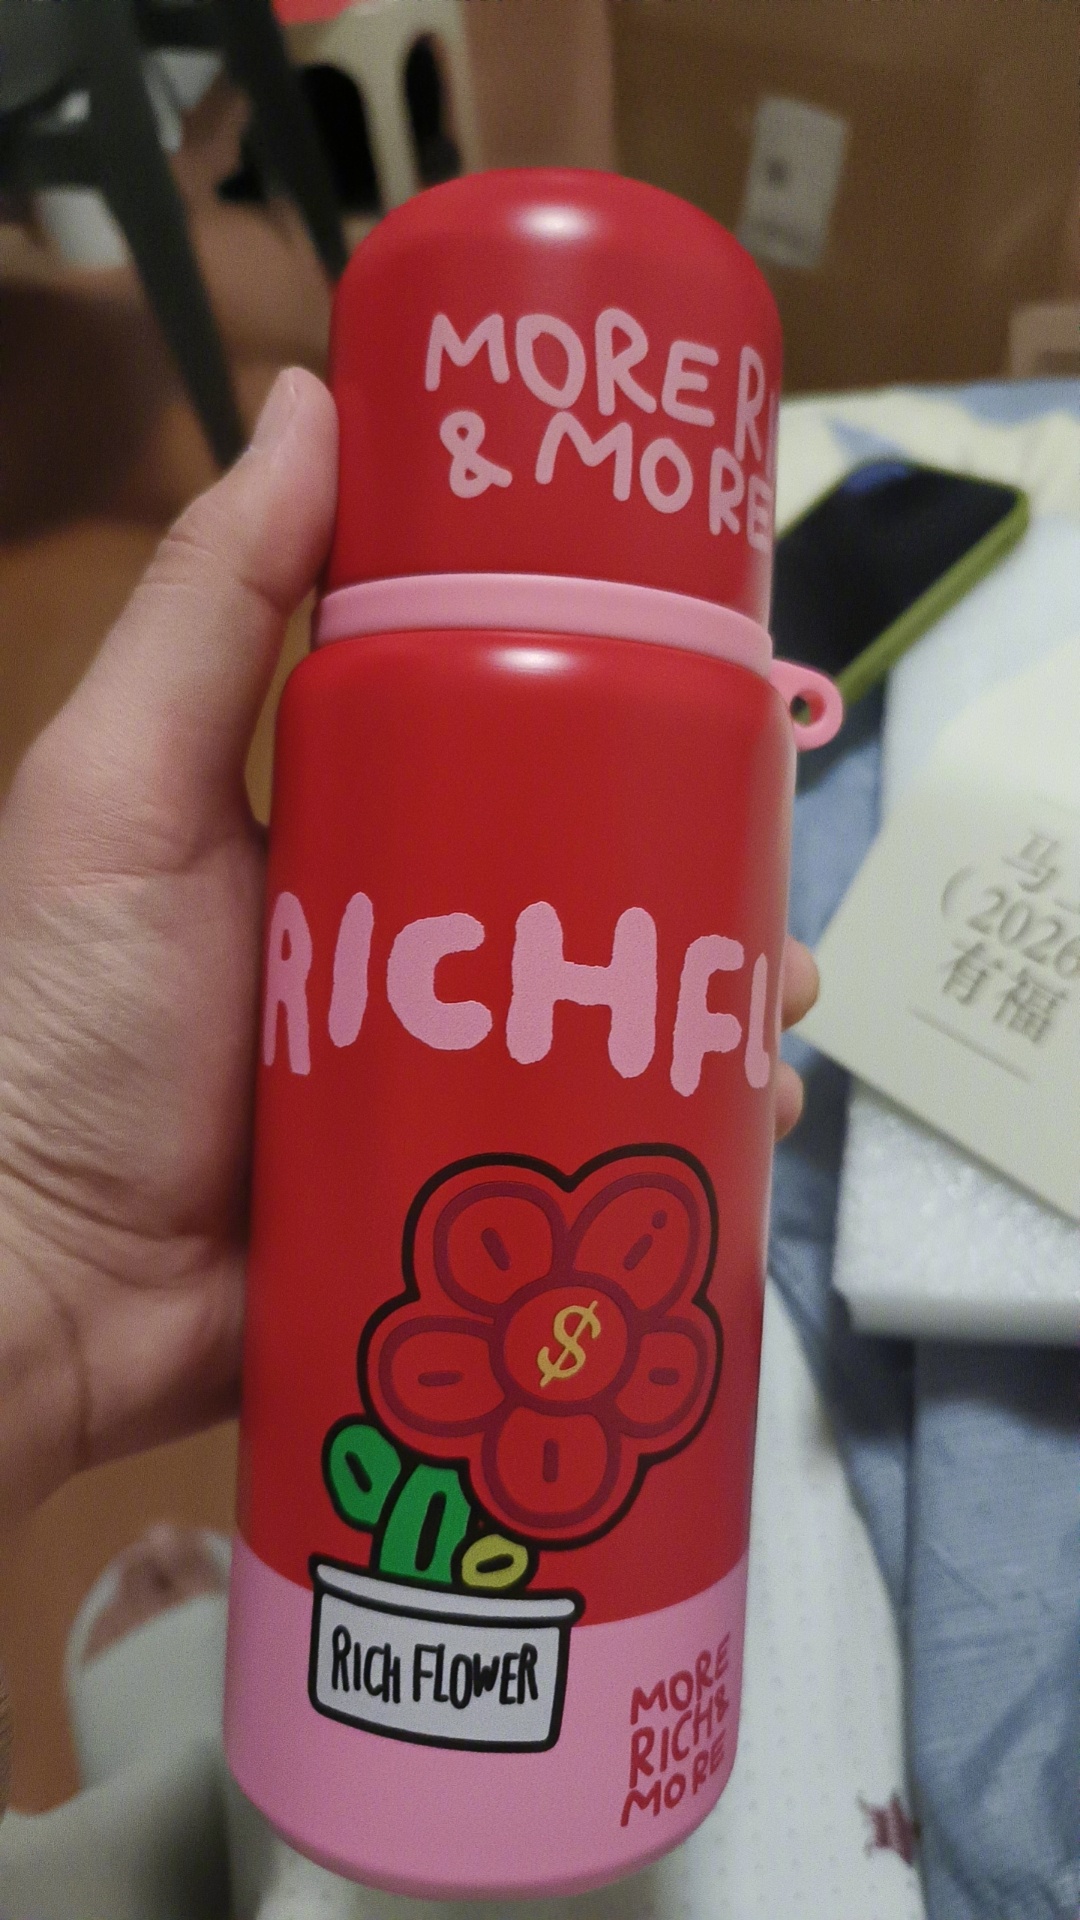 MORE RI
& MORE
RICHFL
$
RICH FLOWER
MORE
RICH&
MORE
马
(2026
有福